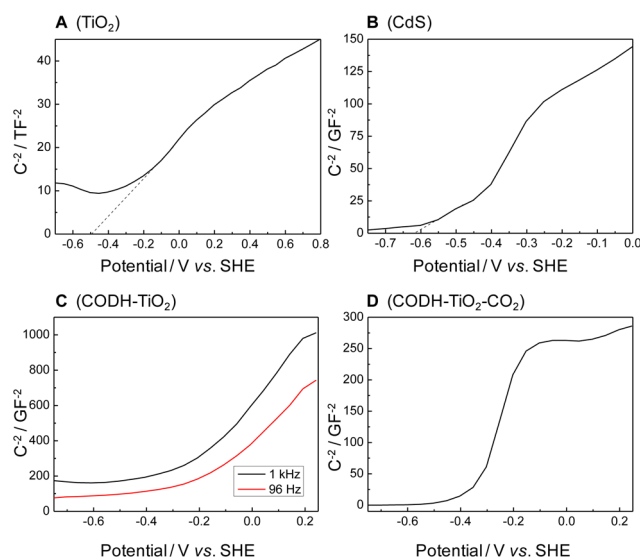 A (TiO₂)
C⁻² / TF⁻²
40
30
20
10
0
-0.6 -0.4 -0.2 0.0 0.2 0.4 0.6 0.8
Potential / V vs. SHE
B (CdS)
C⁻² / GF⁻²
150
125
100
75
50
25
0
-0.7 -0.6 -0.5 -0.4 -0.3 -0.2 -0.1 0.0
Potential / V vs. SHE
C (CODH-TiO₂)
C⁻² / GF⁻²
1000
800
600
400
200
0
1 kHz
96 Hz
-0.6 -0.4 -0.2 0.0 0.2
Potential / V vs. SHE
D (CODH-TiO₂-CO₂)
C⁻² / GF⁻²
300
250
200
150
100
50
0
-0.6 -0.4 -0.2 0.0 0.2
Potential / V vs. SHE